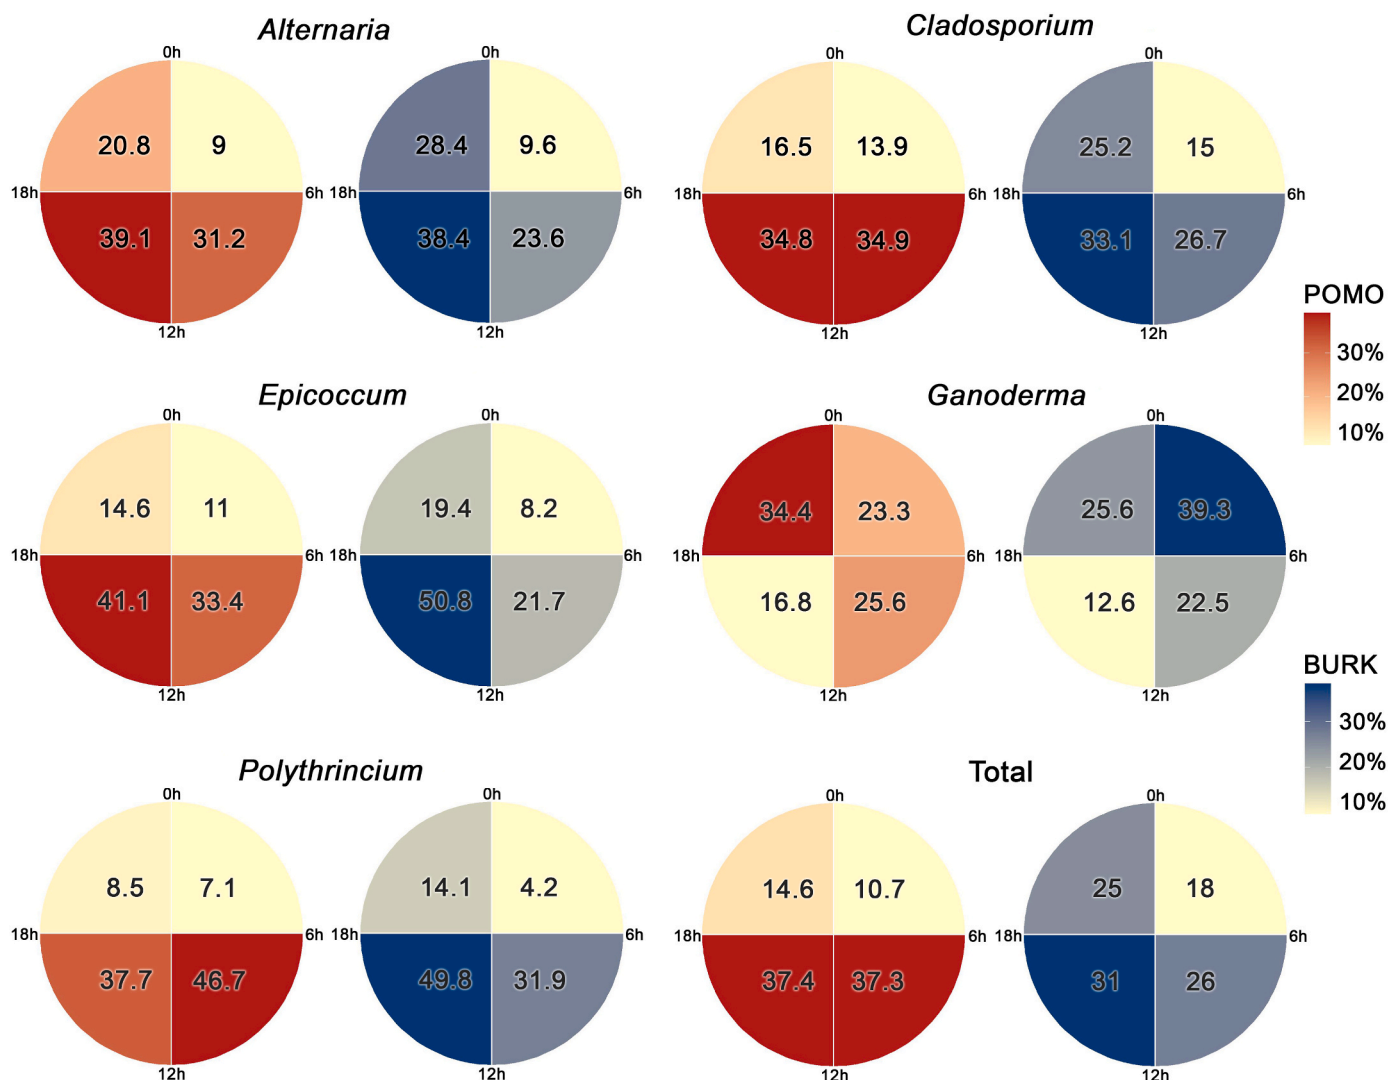 Alternaria
0h
0h
20.8
9
28.4
9.6
18h
6h
18h
6h
39.1
31.2
38.4
23.6
12h
12h
Cladosporium
0h
0h
16.5
13.9
25.2
15
18h
6h
18h
6h
34.8
34.9
33.1
26.7
12h
12h
POMO
30%
20%
10%
Epicoccum
0h
0h
14.6
11
19.4
8.2
18h
6h
18h
6h
41.1
33.4
50.8
21.7
12h
12h
Ganoderma
0h
0h
34.4
23.3
25.6
39.3
18h
6h
18h
6h
16.8
25.6
12.6
22.5
12h
12h
BURK
30%
20%
10%
Polythrincium
0h
0h
8.5
7.1
14.1
4.2
18h
6h
18h
6h
37.7
46.7
49.8
31.9
12h
12h
Total
0h
0h
14.6
10.7
25
18
18h
6h
18h
6h
37.4
37.3
31
26
12h
12h